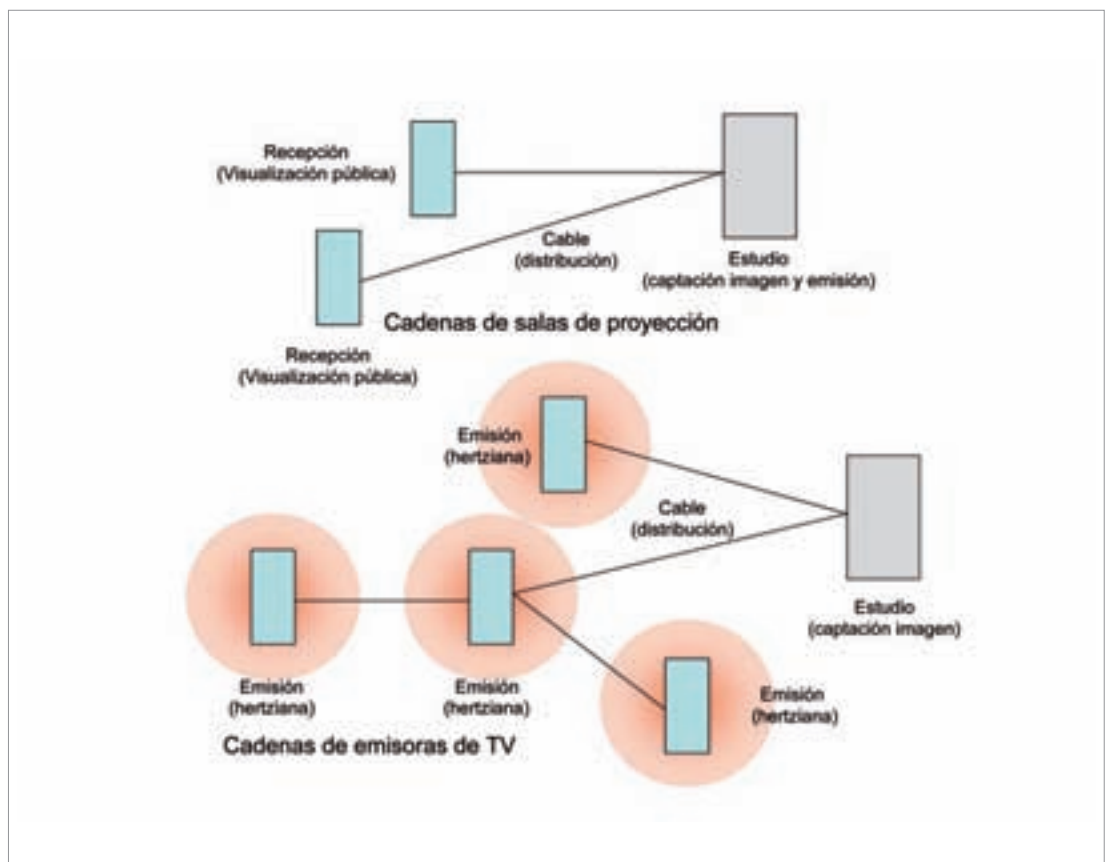 Recepción
(Visualización pública)
Cable
(distribución)
Estudio
(captación imagen y emisión)
Cadenas de salas de proyección
Recepción
(Visualización pública)
Emisión
(hertziana)
Cable
(distribución)
Estudio
(captación imagen)
Emisión
(hertziana)
Emisión
(hertziana)
Emisión
(hertziana)
Cadenas de emisoras de TV